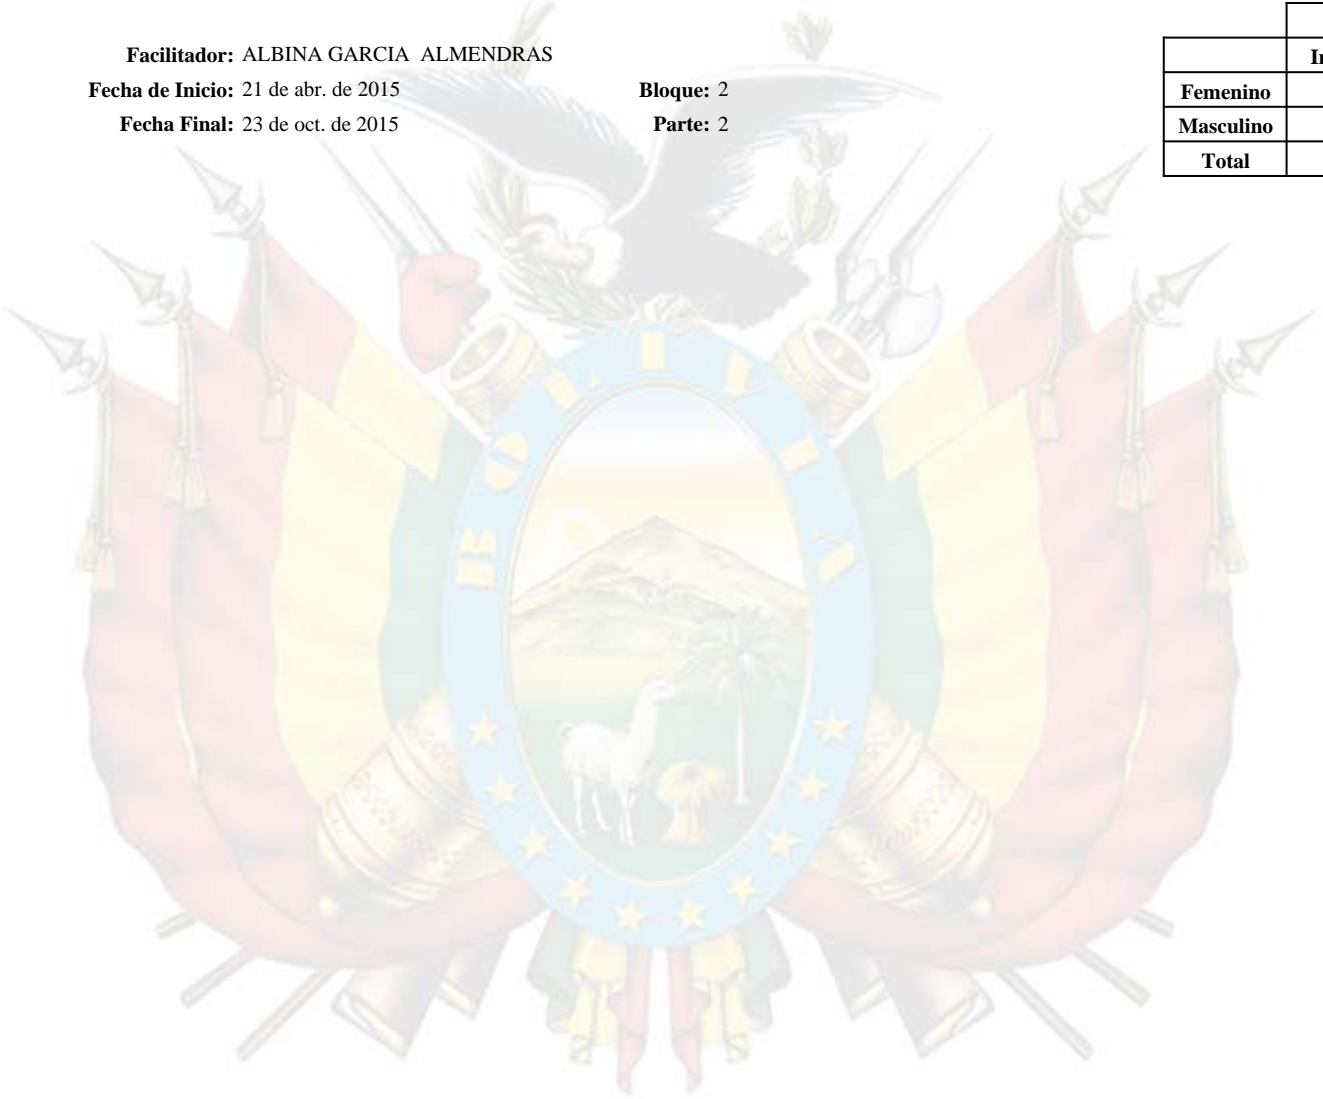 Facilitador: ALBINA GARCIA ALMENDRAS
Fecha de Inicio: 21 de abr. de 2015 Bloque: 2
Fecha Final: 23 de oct. de 2015 Parte: 2
Femenino
Masculino
Total
BOLIVIA